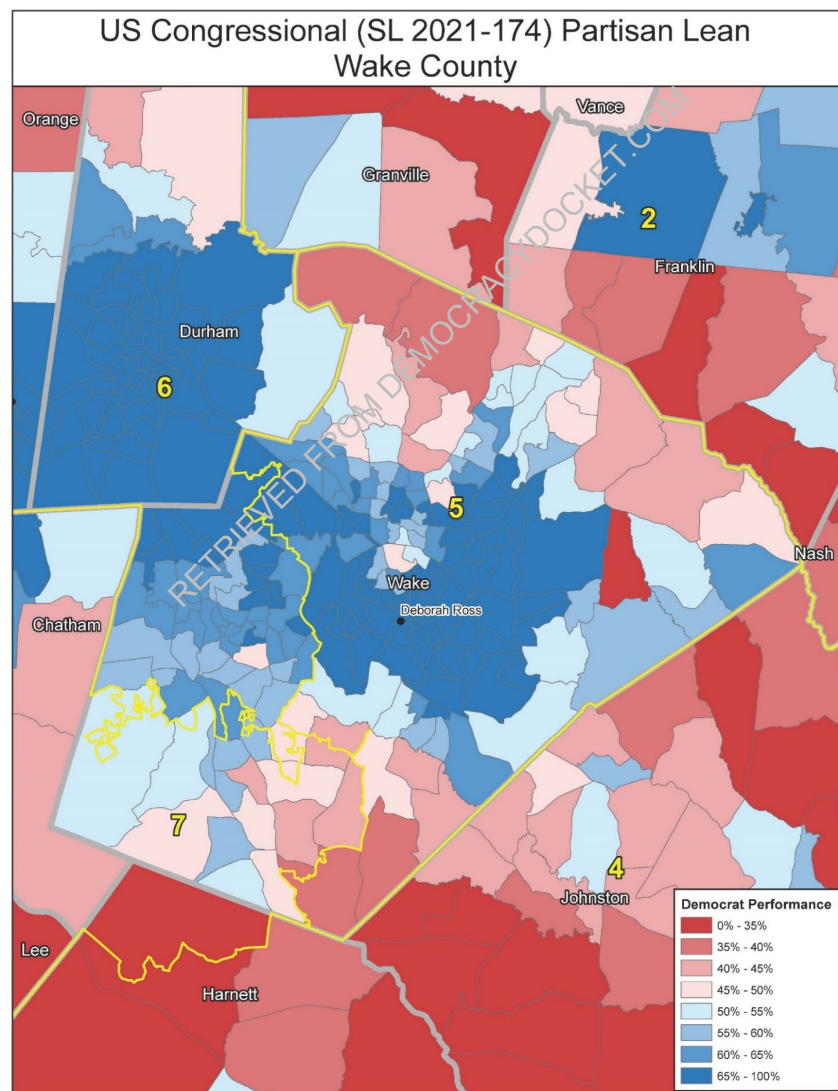 US Congressional (SL 2021-174) Partisan Lean
Wake County
Orange
Vance
Granville
2
Franklin
Durham
6
5
Nash
Wake
Deborah Ross
Chatham
7
4
Johnston
Lee
Harnett
RETRIEVED FROM DEMOCRACYDOCKET.COM
Democrat Performance
0% - 35%
35% - 40%
40% - 45%
45% - 50%
50% - 55%
55% - 60%
60% - 65%
65% - 100%